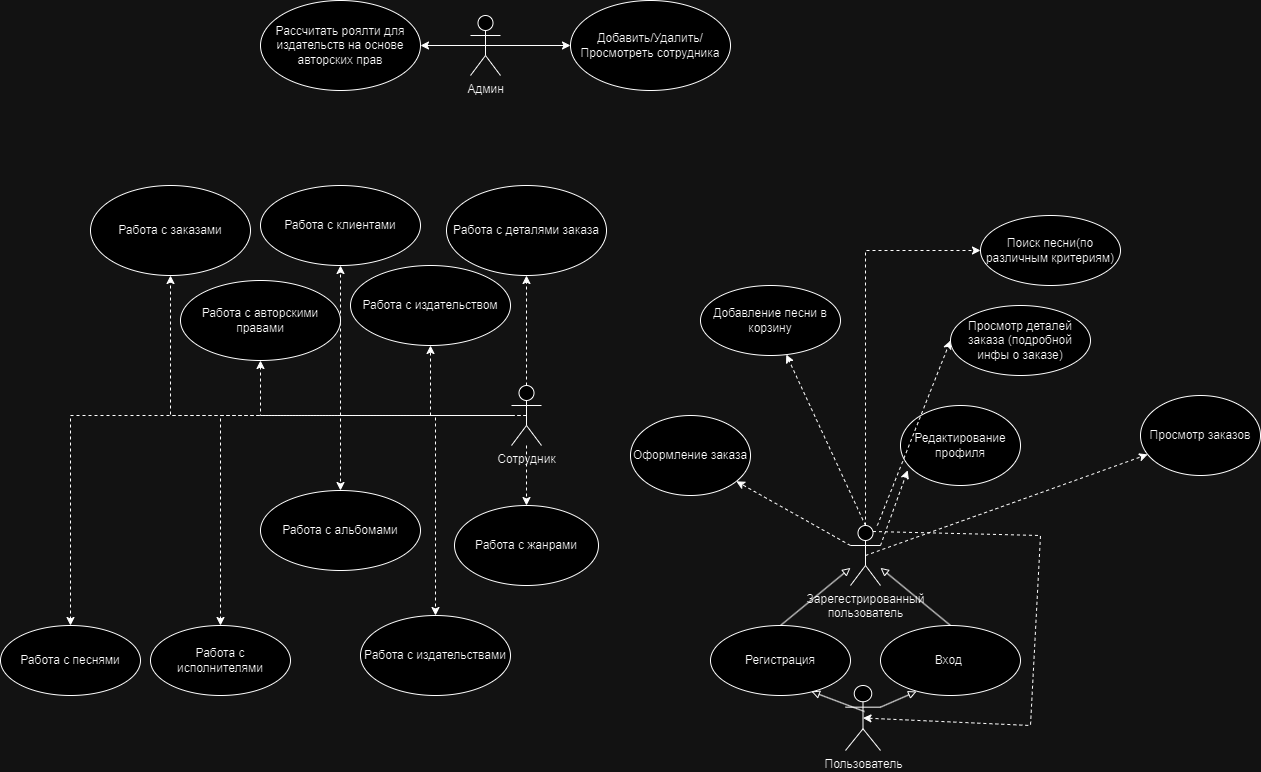 Рассчитать роялти для
издательств на основе
авторских прав
Админ
Добавить/Удалить/
Просмотреть сотрудника
Работа с заказами
Работа с клиентами
Работа с деталями заказа
Работа с авторскими
правами
Работа с издательством
Сотрудник
Работа с альбомами
Работа с жанрами
Работа с песнями
Работа с
исполнителями
Работа с издательствами
Поиск песни(по
различным критериям)
Добавление песни в
корзину
Просмотр деталей
заказа (подробной
инфы о заказе)
Оформление заказа
Редактирование
профиля
Просмотр заказов
Зарегестрированный
пользователь
Регистрация
Вход
Пользователь